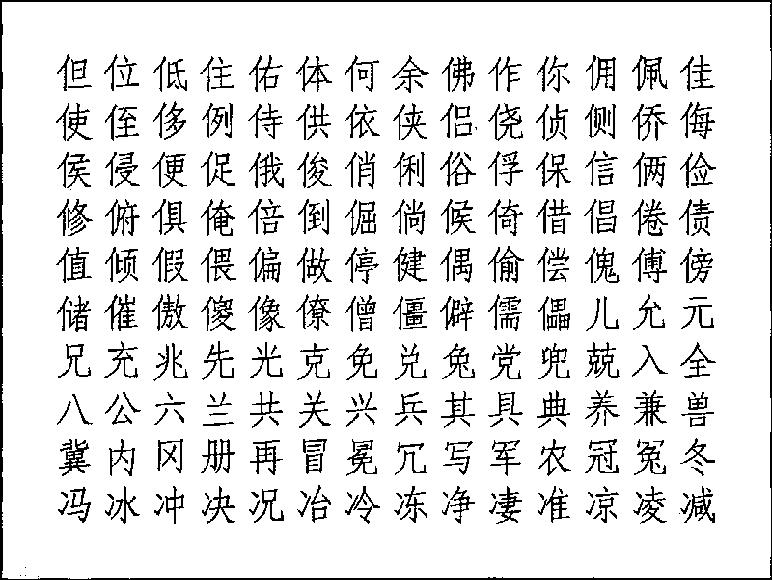 但位低住佑体何余佛作你佣佩佳
使侄侈例侍供依侠侣侥侦侧侨侮
侯侵便促俄俊俏俐俗俘保信俩俭
修俯俱俺倍倒倔倘候倚借倡倦债
值倾假偎偏做停健偶偷偿傀傅傍
储催傲傻像僚僧僵僻儒儡儿允元
兄充兆先光克免兑兔党兜兢入全
八公六兰共关兴兵其具典养兼兽
冀内冈册再冒冕冗写军农冠冤冬
冯冰冲决况冶冷冻净凄准凉凌减